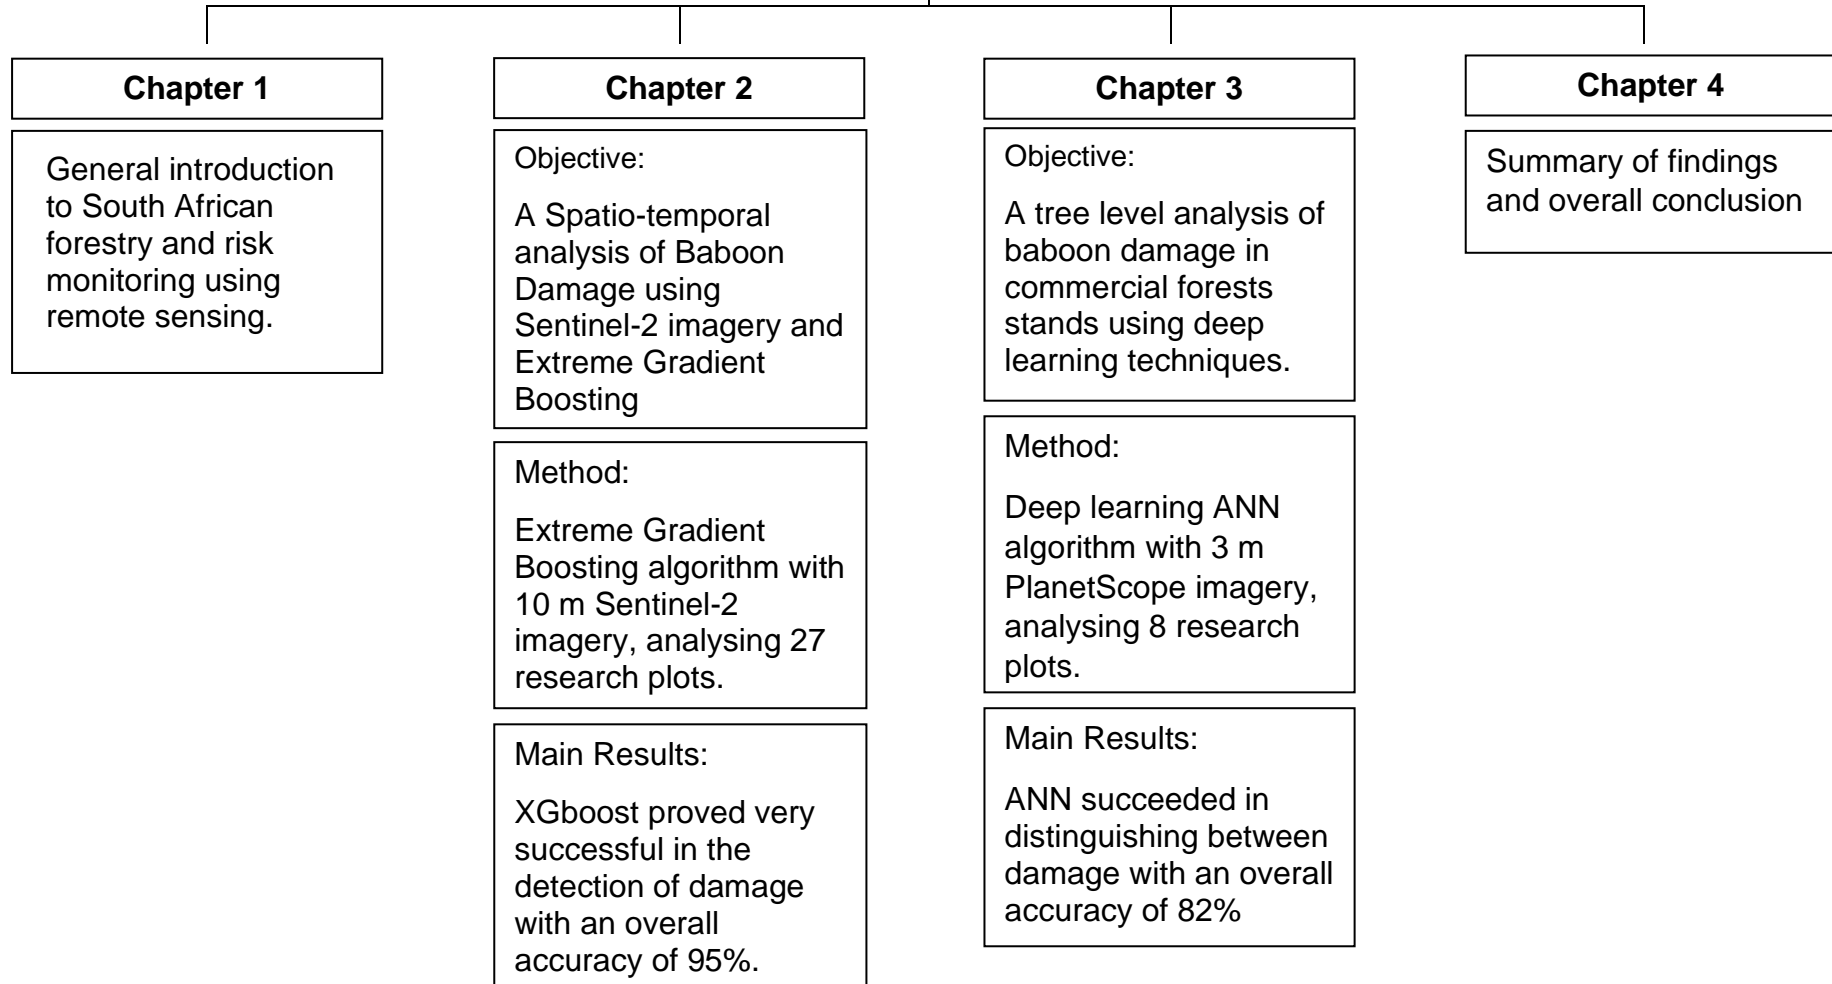 Chapter 1
General introduction
to South African
forestry and risk
monitoring using
remote sensing.
Chapter 2
Objective:
A Spatio-temporal
analysis of Baboon
Damage using
Sentinel-2 imagery and
Extreme Gradient
Boosting
Method:
Extreme Gradient
Boosting algorithm with
10 m Sentinel-2
imagery, analysing 27
research plots.
Main Results:
XGboost proved very
successful in the
detection of damage
with an overall
accuracy of 95%.
Chapter 3
Objective:
A tree level analysis of
baboon damage in
commercial forests
stands using deep
learning techniques.
Method:
Deep learning ANN
algorithm with 3 m
PlanetScope imagery,
analysing 8 research
plots.
Main Results:
ANN succeeded in
distinguishing between
damage with an overall
accuracy of 82%
Chapter 4
Summary of findings
and overall conclusion